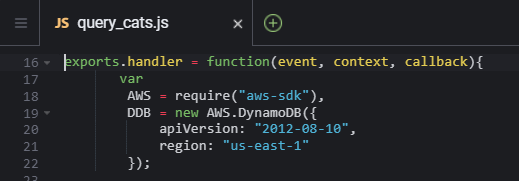 JS query_cats.js
16 exports.handler = function(event, context, callback){
17 var
18 AWS = require("aws-sdk"),
19 DDB = new AWS.DynamoDB({
20 apiVersion: "2012-08-10",
21 region: "us-east-1"
22 });
23